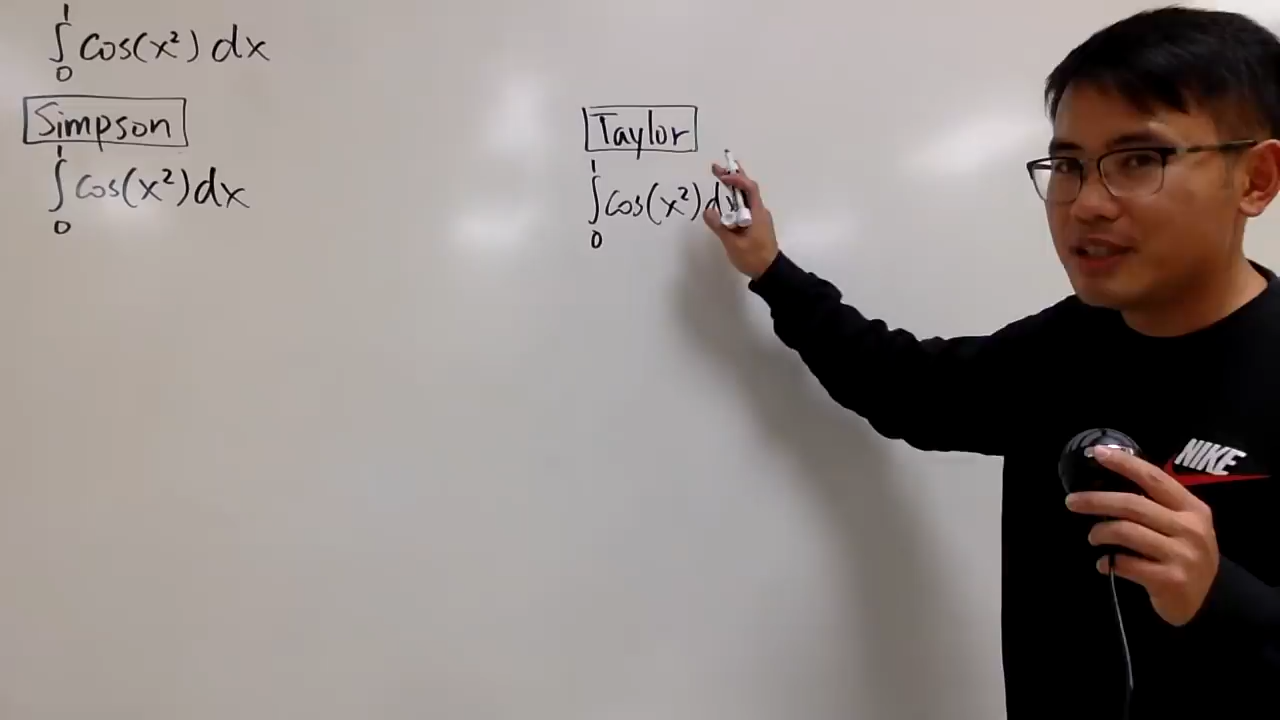 ∫₀¹ cos(x²) dx
Simpson
∫₀¹ cos(x²) dx
Taylor
∫₀¹ cos(x²) dx
NIKE